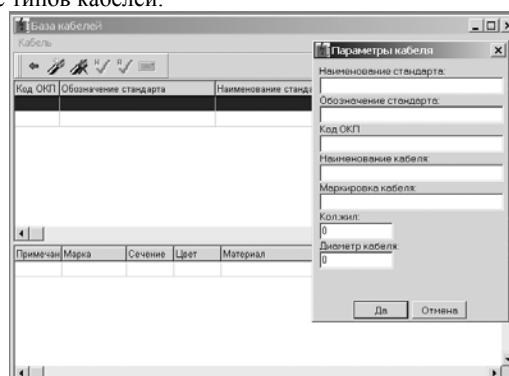 е типов кабелей.
База кабелей
Кабель
Код ОКП Обозначение стандарта Наименование станда
Примечан Марка Сечение Цвет Материал
Параметры кабеля
Наименование стандарта:
Обозначение стандарта:
Код ОКП
Наименование кабеля:
Маркировка кабеля:
Кол.жил:
0
Диаметр кабеля:
0
Да Отмена